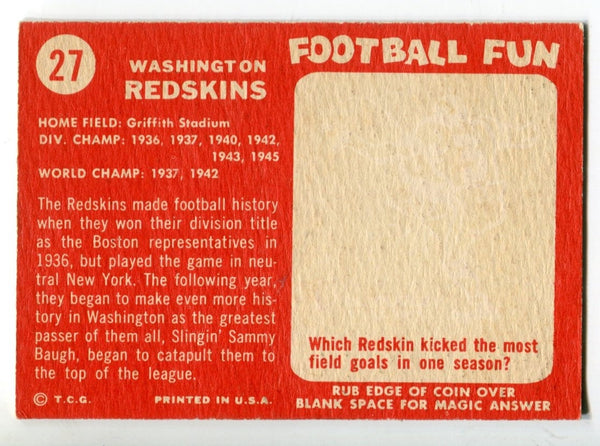 27
WASHINGTON
REDSKINS
HOME FIELD: Griffith Stadium
DIV. CHAMP: 1936, 1937, 1940, 1942,
1943, 1945
WORLD CHAMP: 1937, 1942
The Redskins made football history
when they won their division title
as the Boston representatives in
1936, but played the game in neu-
tral New York. The following year,
they began to make even more his-
tory in Washington as the greatest
passer of them all, Slingin' Sammy
Baugh, began to catapult them to
the top of the league.
© T.C.G. PRINTED IN U.S.A.
FOOTBALL FUN
Which Redskin kicked the most
field goals in one season?
RUB EDGE OF COIN OVER
BLANK SPACE FOR MAGIC ANSWER